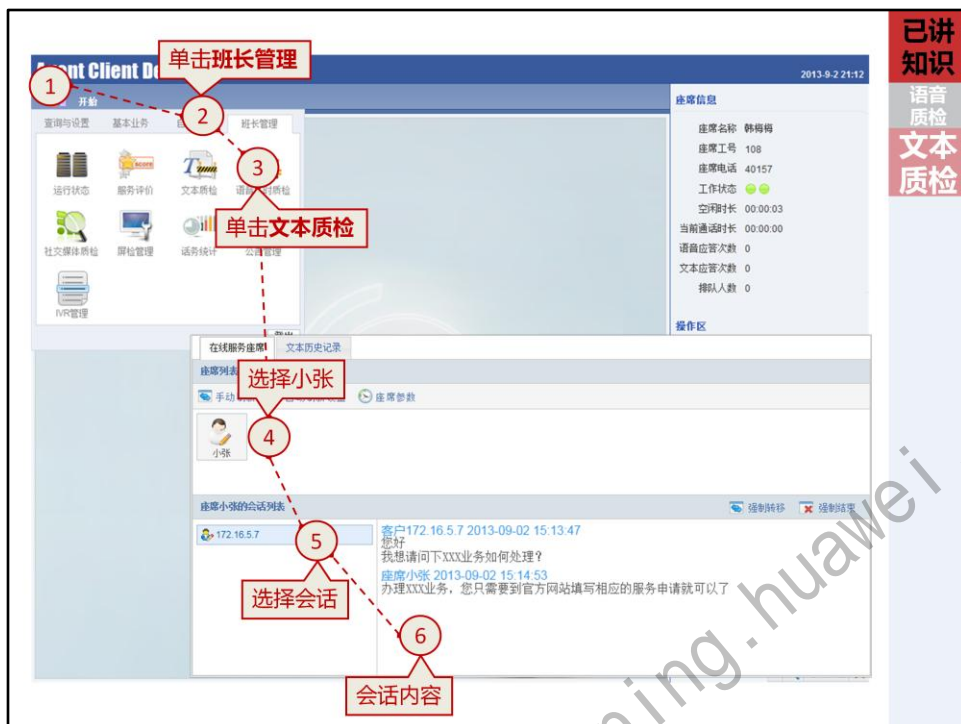 已讲
知识
语音
质检
文本
质检
单击班长管理
2013-9-2 21:12
1
开始
2
查询与设置 基本业务 班长管理
3
运行状态 服务评价 文本质检
单击文本质检
社交媒体质检 屏检管理 话务统计 公告管理
IVR管理
座席信息
座席名称 韩梅梅
座席工号 108
座席电话 40157
工作状态
空闲时长 00:00:03
当前通话时长 00:00:00
语音应答次数 0
文本应答次数 0
排队人数 0
操作区
在线服务座席 文本历史记录
座席列表
选择小张
手动 座席参数
小张
4
座席小张的会话列表 强制转移 强制结束
172.16.5.7
5
选择会话
客户172.16.5.7 2013-09-02 15:13:47
您好
我想请问下XXX业务如何处理？
座席小张 2013-09-02 15:14:53
办理XXX业务，您只需要到官方网站填写相应的服务申请就可以了
6
会话内容
ning.huawei